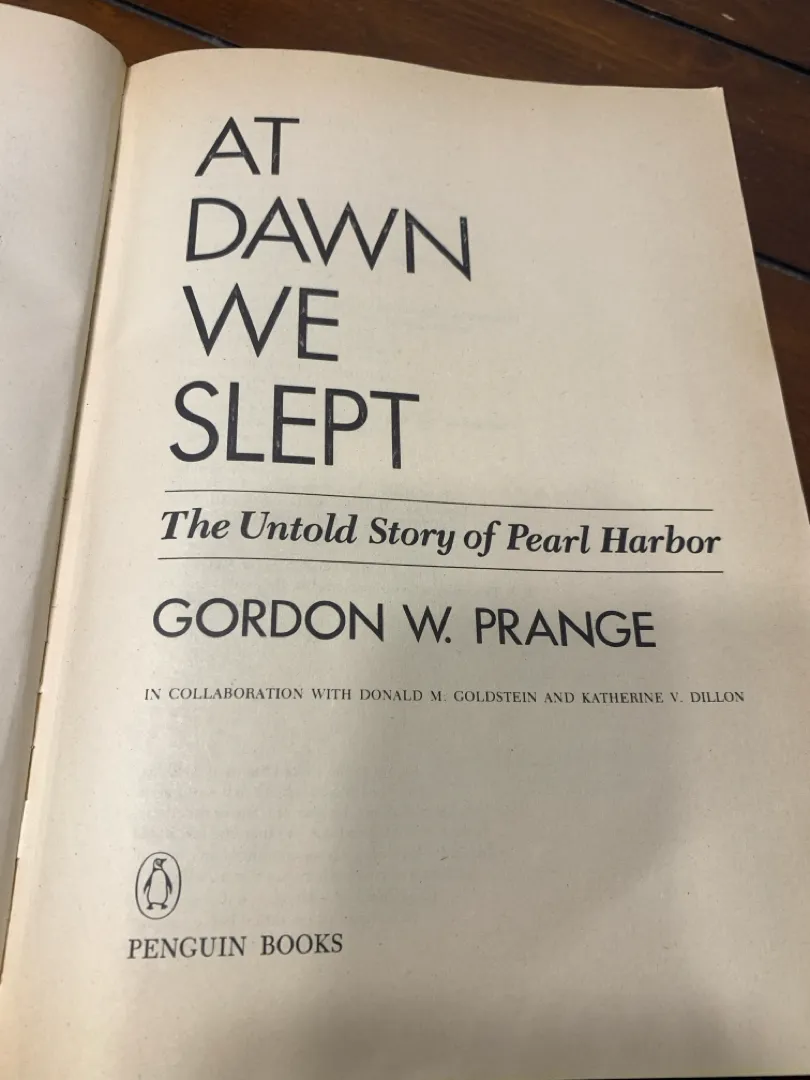 AT
DAWN
WE
SLEPT
The Untold Story of Pearl Harbor
GORDON W. PRANGE
IN COLLABORATION WITH DONALD M. GOLDSTEIN AND KATHERINE V. DILLON
PENGUIN BOOKS